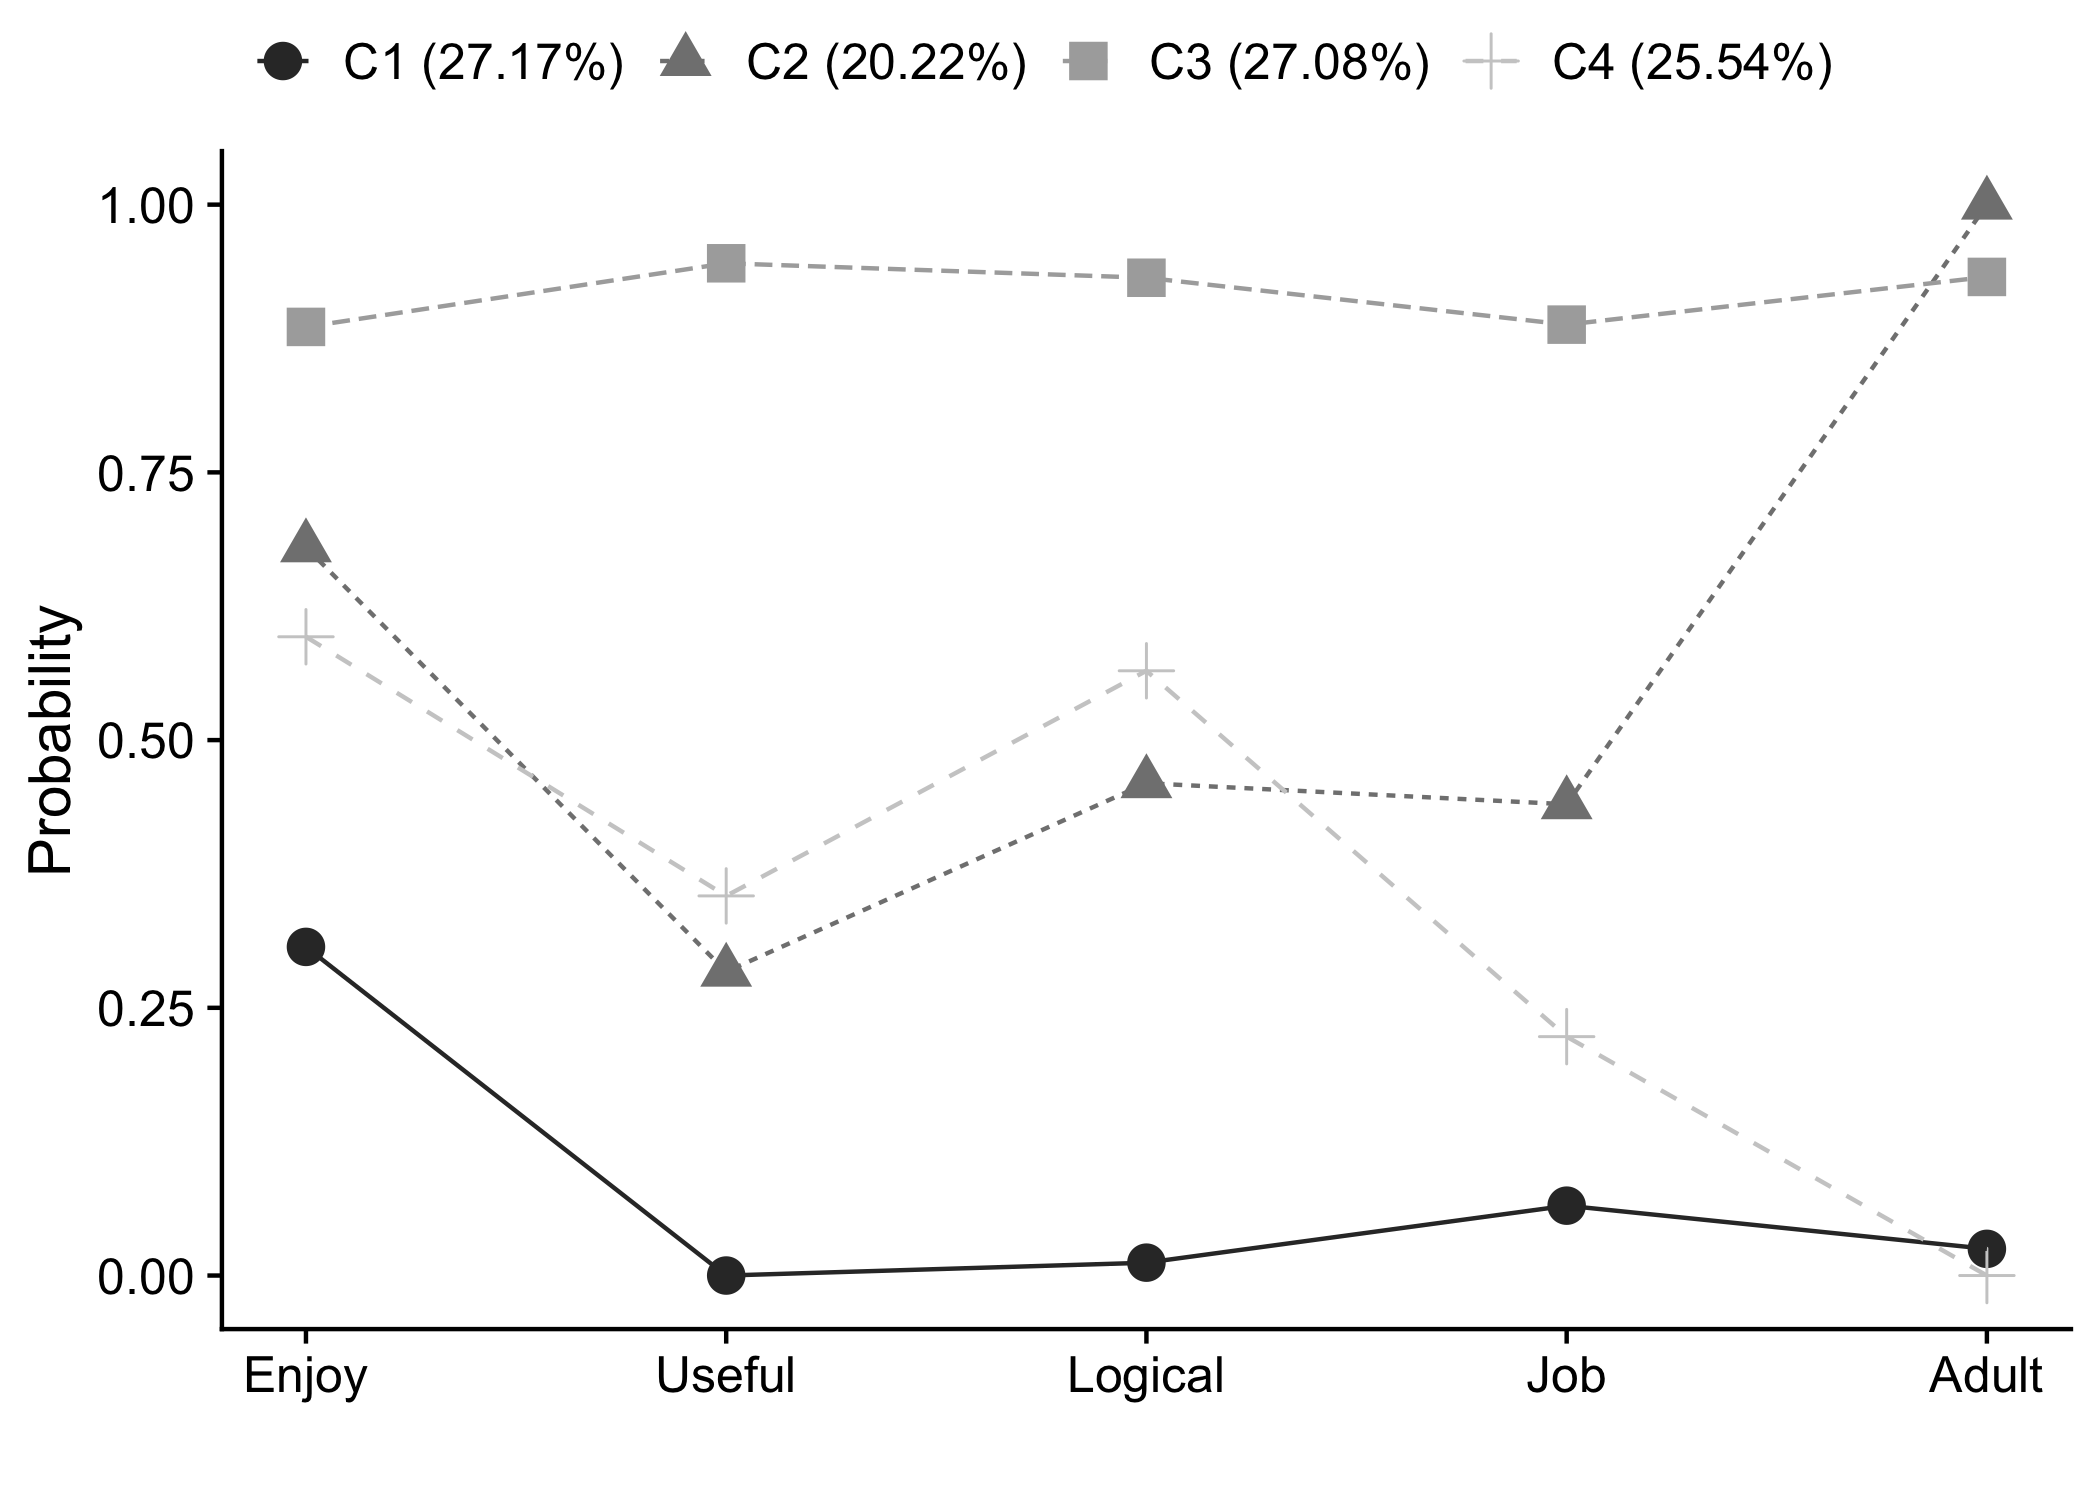 C1 (27.17%) C2 (20.22%) C3 (27.08%) C4 (25.54%)
Probability
1.00
0.75
0.50
0.25
0.00
Enjoy Useful Logical Job Adult